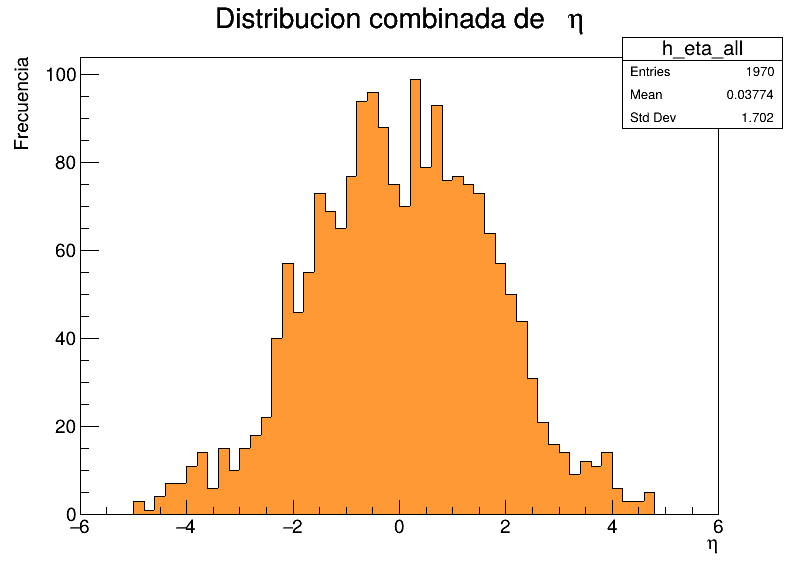 Distribucion combinada de η
h_eta_all
Entries 1970
Mean 0.03774
Std Dev 1.702
Frecuencia
100
80
60
40
20
0
−6 −4 −2 0 2 4 6
η